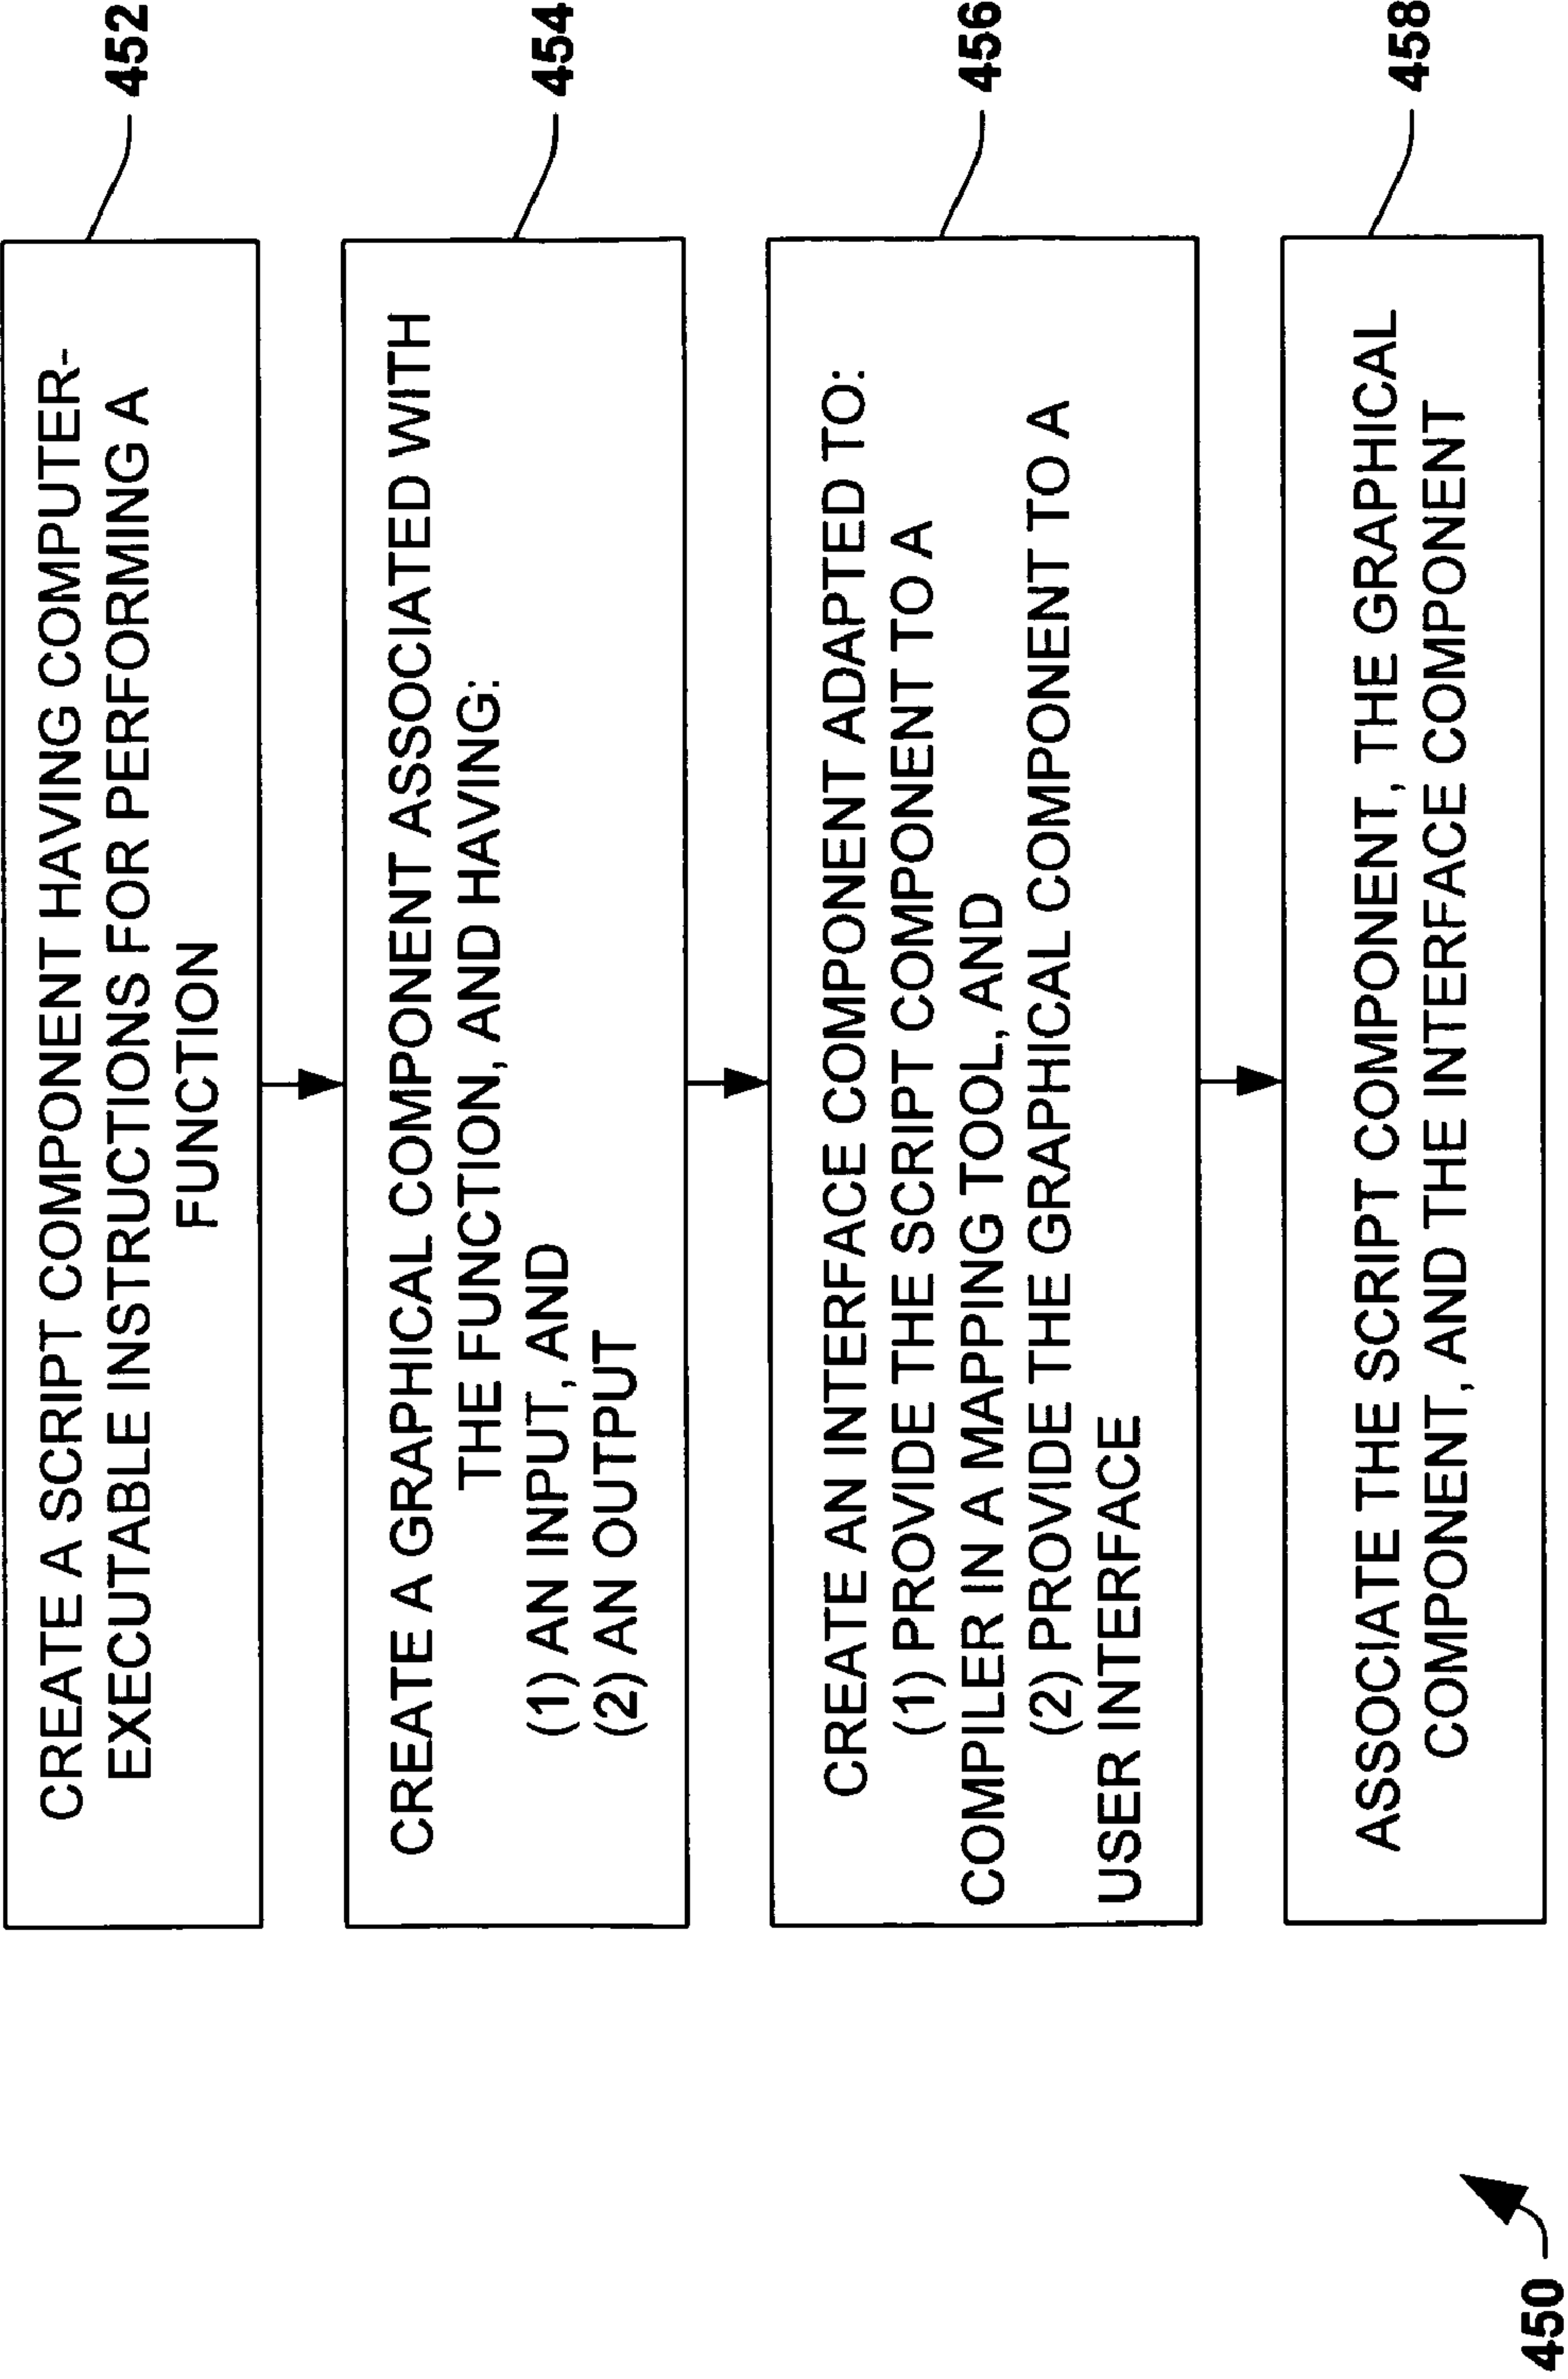 CREATE A SCRIPT COMPONENT HAVING COMPUTER-
EXECUTABLE INSTRUCTIONS FOR PERFORMING A
FUNCTION
452
CREATE A GRAPHICAL COMPONENT ASSOCIATED WITH
THE FUNCTION, AND HAVING:
(1) AN INPUT, AND
(2) AN OUTPUT
454
CREATE AN INTERFACE COMPONENT ADAPTED TO:
(1) PROVIDE THE SCRIPT COMPONENT TO A
COMPILER IN A MAPPING TOOL, AND
(2) PROVIDE THE GRAPHICAL COMPONENT TO A
USER INTERFACE
456
ASSOCIATE THE SCRIPT COMPONENT, THE GRAPHICAL
COMPONENT, AND THE INTERFACE COMPONENT
458
450